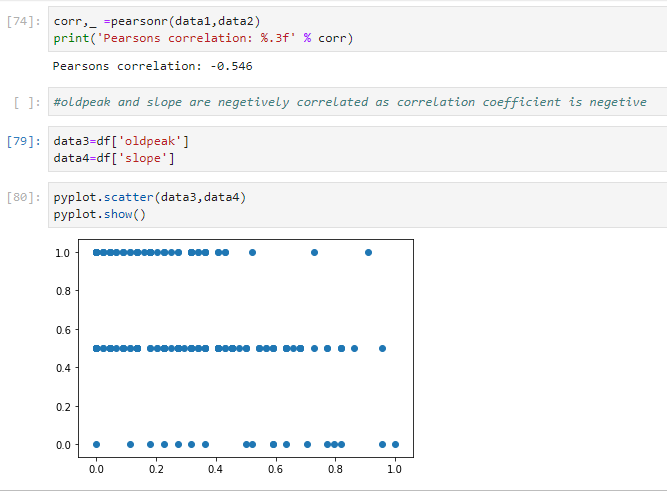 [74]: corr,_ =pearsonr(data1,data2)
print('Pearsons correlation: %.3f' % corr)
Pearsons correlation: -0.546
[ ]: #oldpeak and slope are negetively correlated as correlation coefficient is negetive
[79]: data3=df['oldpeak']
data4=df['slope']
[80]: pyplot.scatter(data3,data4)
pyplot.show()
1.0
0.8
0.6
0.4
0.2
0.0
0.0 0.2 0.4 0.6 0.8 1.0